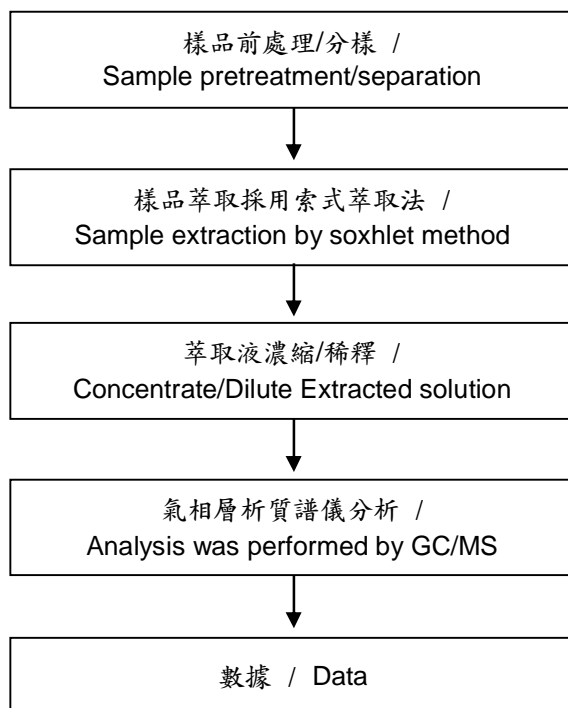 樣品前處理/分樣 /
Sample pretreatment/separation
樣品萃取採用索式萃取法 /
Sample extraction by soxhlet method
萃取液濃縮/稀釋 /
Concentrate/Dilute Extracted solution
氣相層析質譜儀分析 /
Analysis was performed by GC/MS
數據 / Data